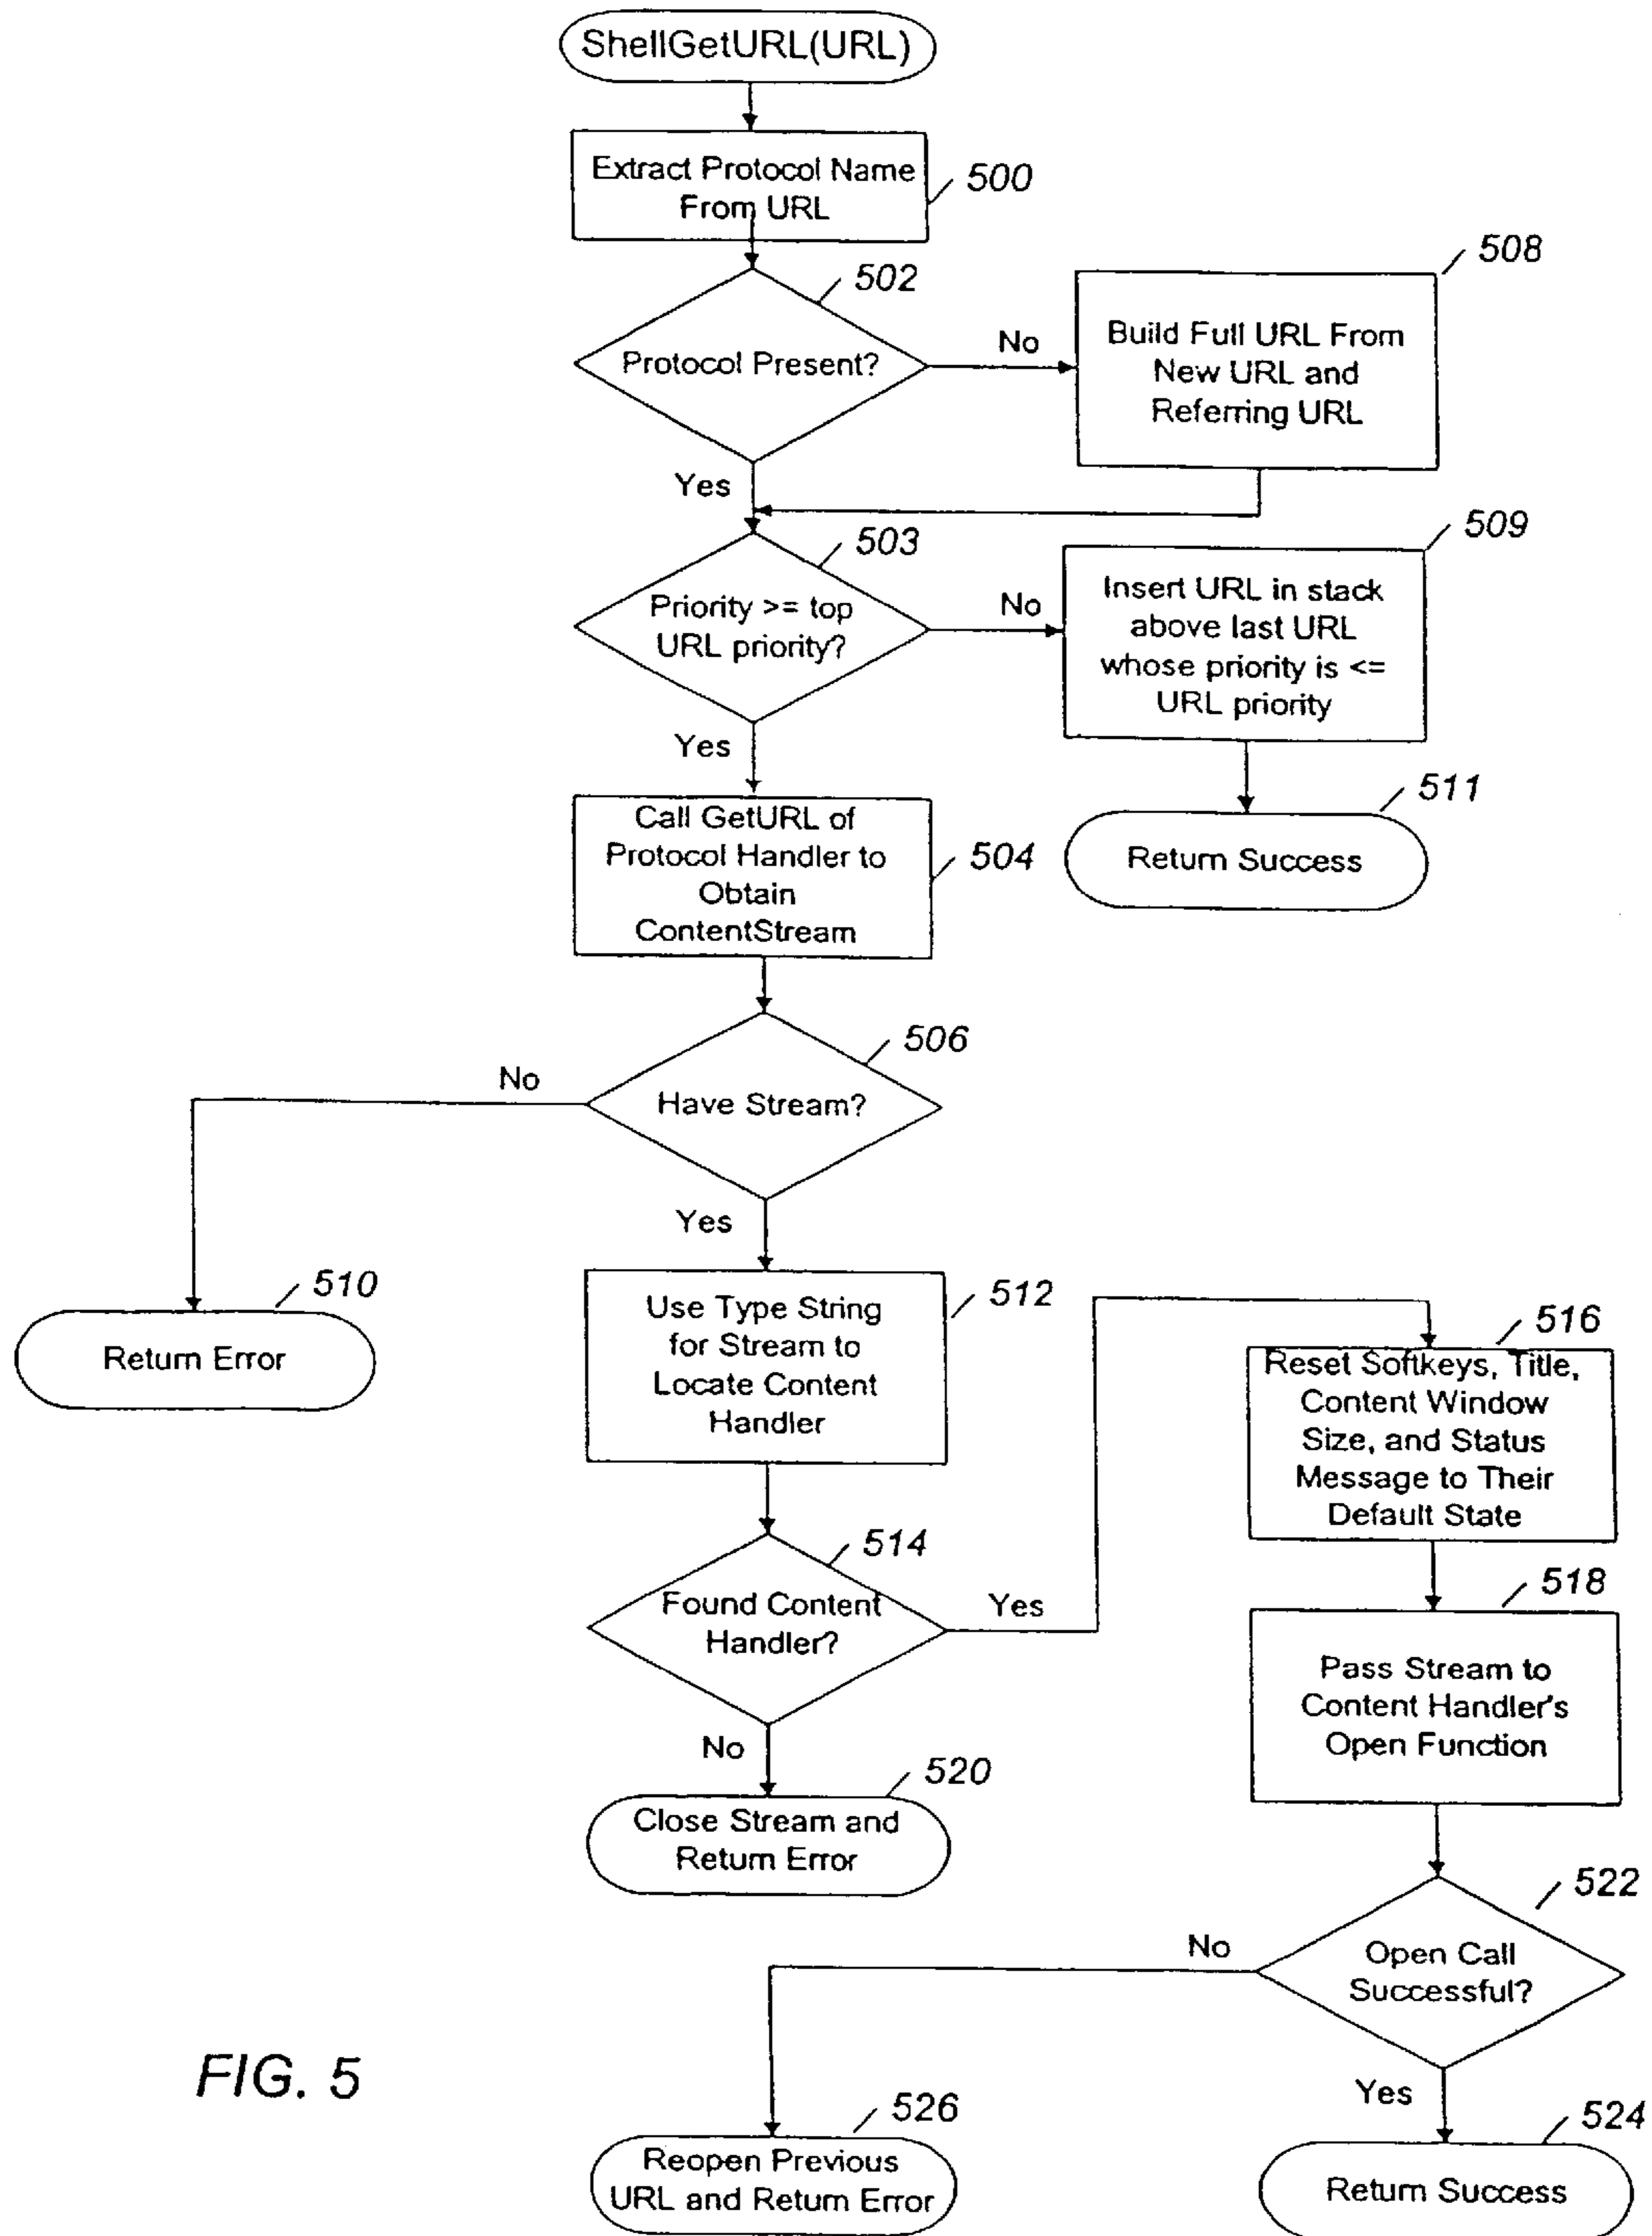 ShellGetURL(URL)
Extract Protocol Name
From URL
500
502
Protocol Present?
No
508
Build Full URL From
New URL and
Referring URL
Yes
503
Priority >= top
URL priority?
No
509
Insert URL in stack
above last URL
whose priority is <=
URL priority
Yes
511
Return Success
Call GetURL of
Protocol Handler to
Obtain
ContentStream
504
506
Have Stream?
No
510
Return Error
Yes
512
Use Type String
for Stream to
Locate Content
Handler
514
Found Content
Handler?
Yes
516
Reset Softkeys, Title,
Content Window
Size, and Status
Message to Their
Default State
518
Pass Stream to
Content Handler's
Open Function
No
520
Close Stream and
Return Error
522
Open Call
Successful?
No
526
Reopen Previous
URL and Return Error
Yes
524
Return Success
FIG. 5